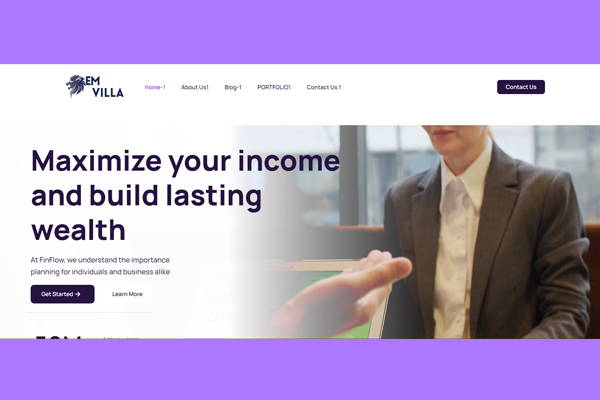 EM
VILLA
home-1
About Us1
Blog-1
PORTFOLIO1
Contact Us 1
Contact Us
Maximize your income
and build lasting
wealth
At FinFlow, we understand the importance
planning for individuals and business alike
Get Started →
Learn More